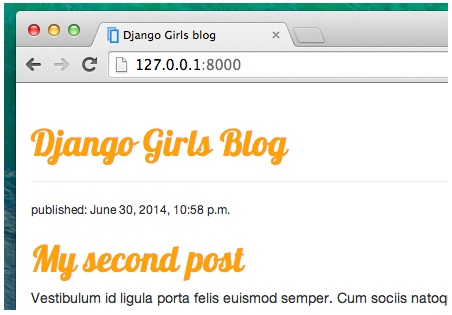 Django Girls blog
127.0.0.1:8000
Django Girls Blog
published: June 30, 2014, 10:58 p.m.
My second post
Vestibulum id ligula porta felis euismod semper. Cum sociis natoq